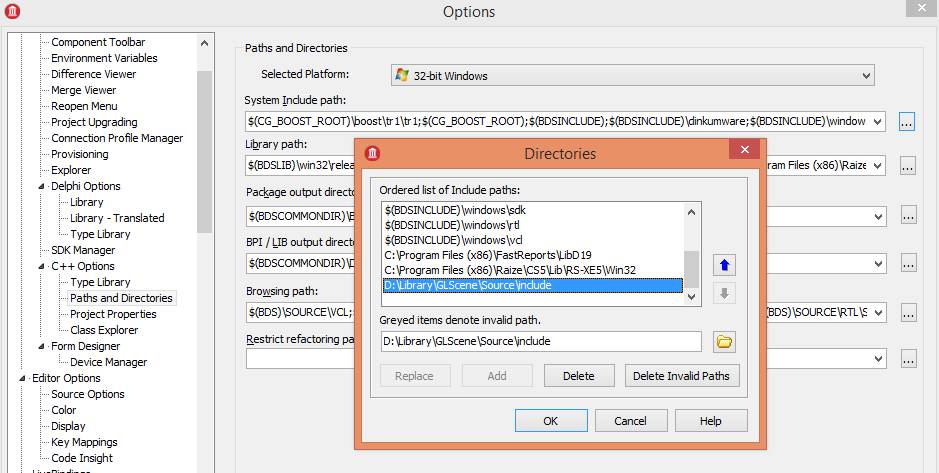 Options
Component Toolbar
Environment Variables
Difference Viewer
Merge Viewer
Reopen Menu
Project Upgrading
Connection Profile Manager
Provisioning
Explorer
Delphi Options
Library
Library - Translated
Type Library
SDK Manager
C++ Options
Type Library
Paths and Directories
Project Properties
Class Explorer
Form Designer
Device Manager
Editor Options
Source Options
Color
Display
Key Mappings
Code Insight
Paths and Directories
Selected Platform:
32-bit Windows
System Include path:
$(CG_BOOST_ROOT)\boost\tr1\tr1;$(CG_BOOST_ROOT);$(BDSINCLUDE);$(BDSINCLUDE)\dinkumware;$(BDSINCLUDE)\window
...
Library path:
$(BDSLIB)\win32\relea
ram Files (x86)\Raize
...
Package output directo
$(BDSCOMMONDIR)\B
...
BPI / LIB output directo
...
Browsing path:
$(BDS)\SOURCE\VCL;
(BDS)\SOURCE\RTL\S
...
Restrict refactoring pa
...
Directories
Ordered list of Include paths:
$(BDSINCLUDE)\windows\sdk
$(BDSINCLUDE)\windows\rtl
$(BDSINCLUDE)\windows\vcl
C:\Program Files (x86)\FastReports\LibD19
C:\Program Files (x86)\Raize\CS5\Lib\RS-XE5\Win32
D:\Library\GLScene\Source\include
Greyed items denote invalid path.
D:\Library\GLScene\Source\include
Replace
Add
Delete
Delete Invalid Paths
OK
Cancel
Help